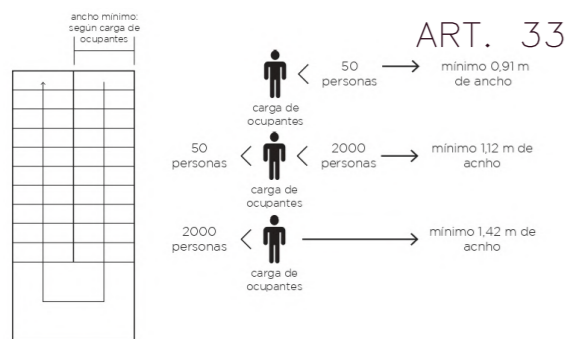 ancho mínimo:
según carga de
ocupantes
ART. 33
< 50
personas
mínimo 0,91 m
de ancho
carga de
ocupantes
50
personas
<
< 2000
personas
mínimo 1,12 m de
acnho
carga de
ocupantes
2000
personas
<
mínimo 1,42 m de
acnho
carga de
ocupantes